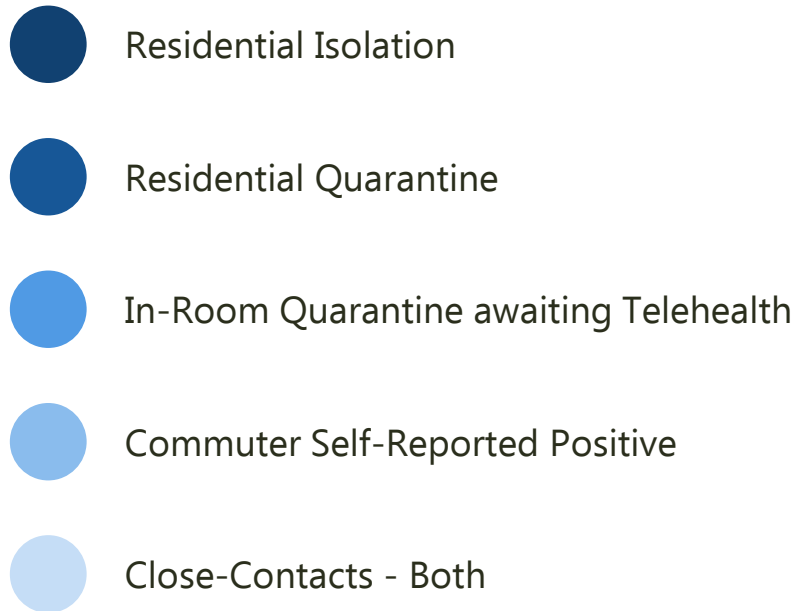 Residential Isolation
Residential Quarantine
In-Room Quarantine awaiting Telehealth
Commuter Self-Reported Positive
Close-Contacts - Both